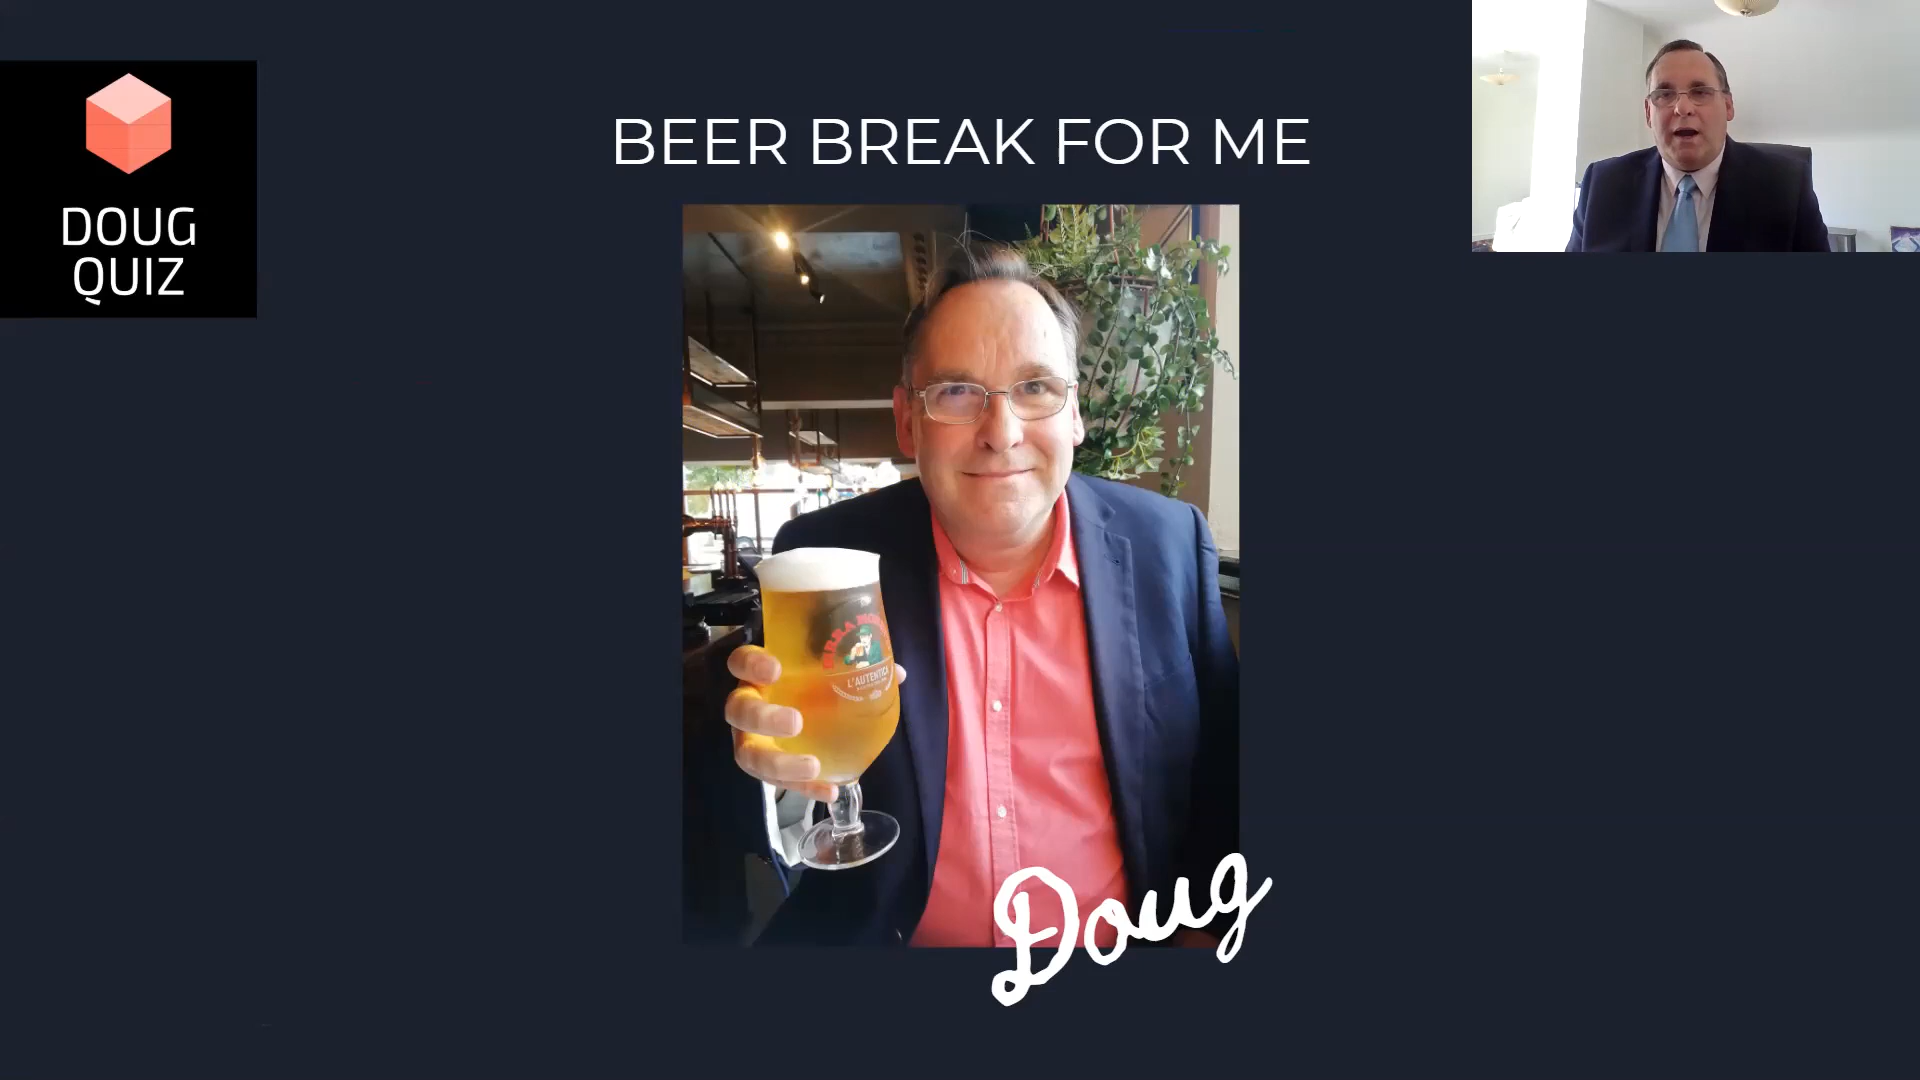 DOUG
QUIZ
BEER BREAK FOR ME
L'AUTENTICA
Doug